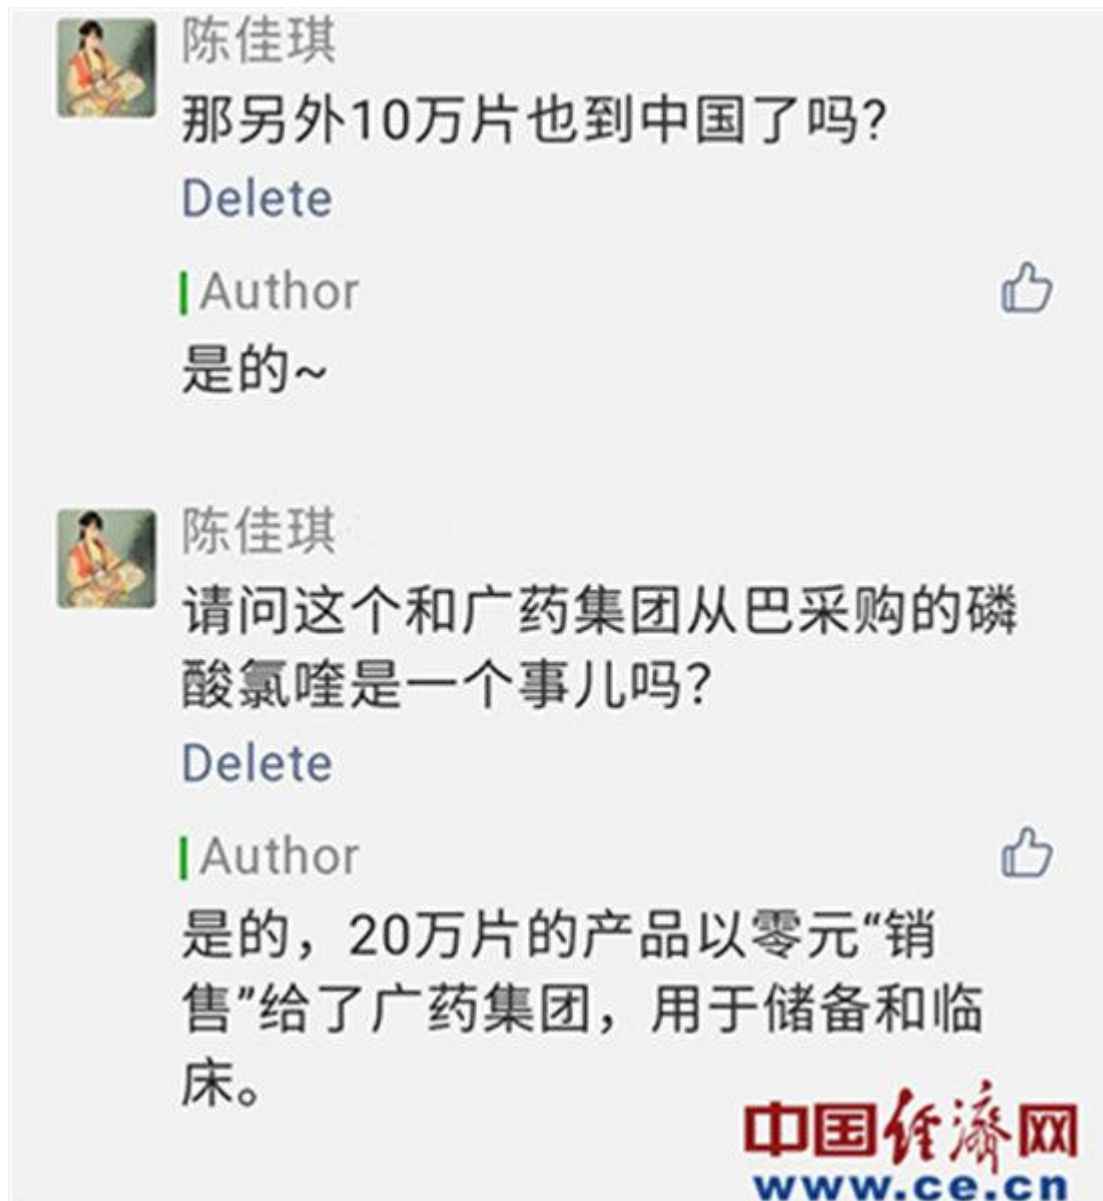 陈佳琪
那另外10万片也到中国了吗?
Delete
Author
是的~
陈佳琪
请问这个和广药集团从巴采购的磷
酸氯喹是一个事儿吗?
Delete
Author
是的，20万片的产品以零元“销
售”给了广药集团，用于储备和临
床。
中国经济网
www.ce.cn